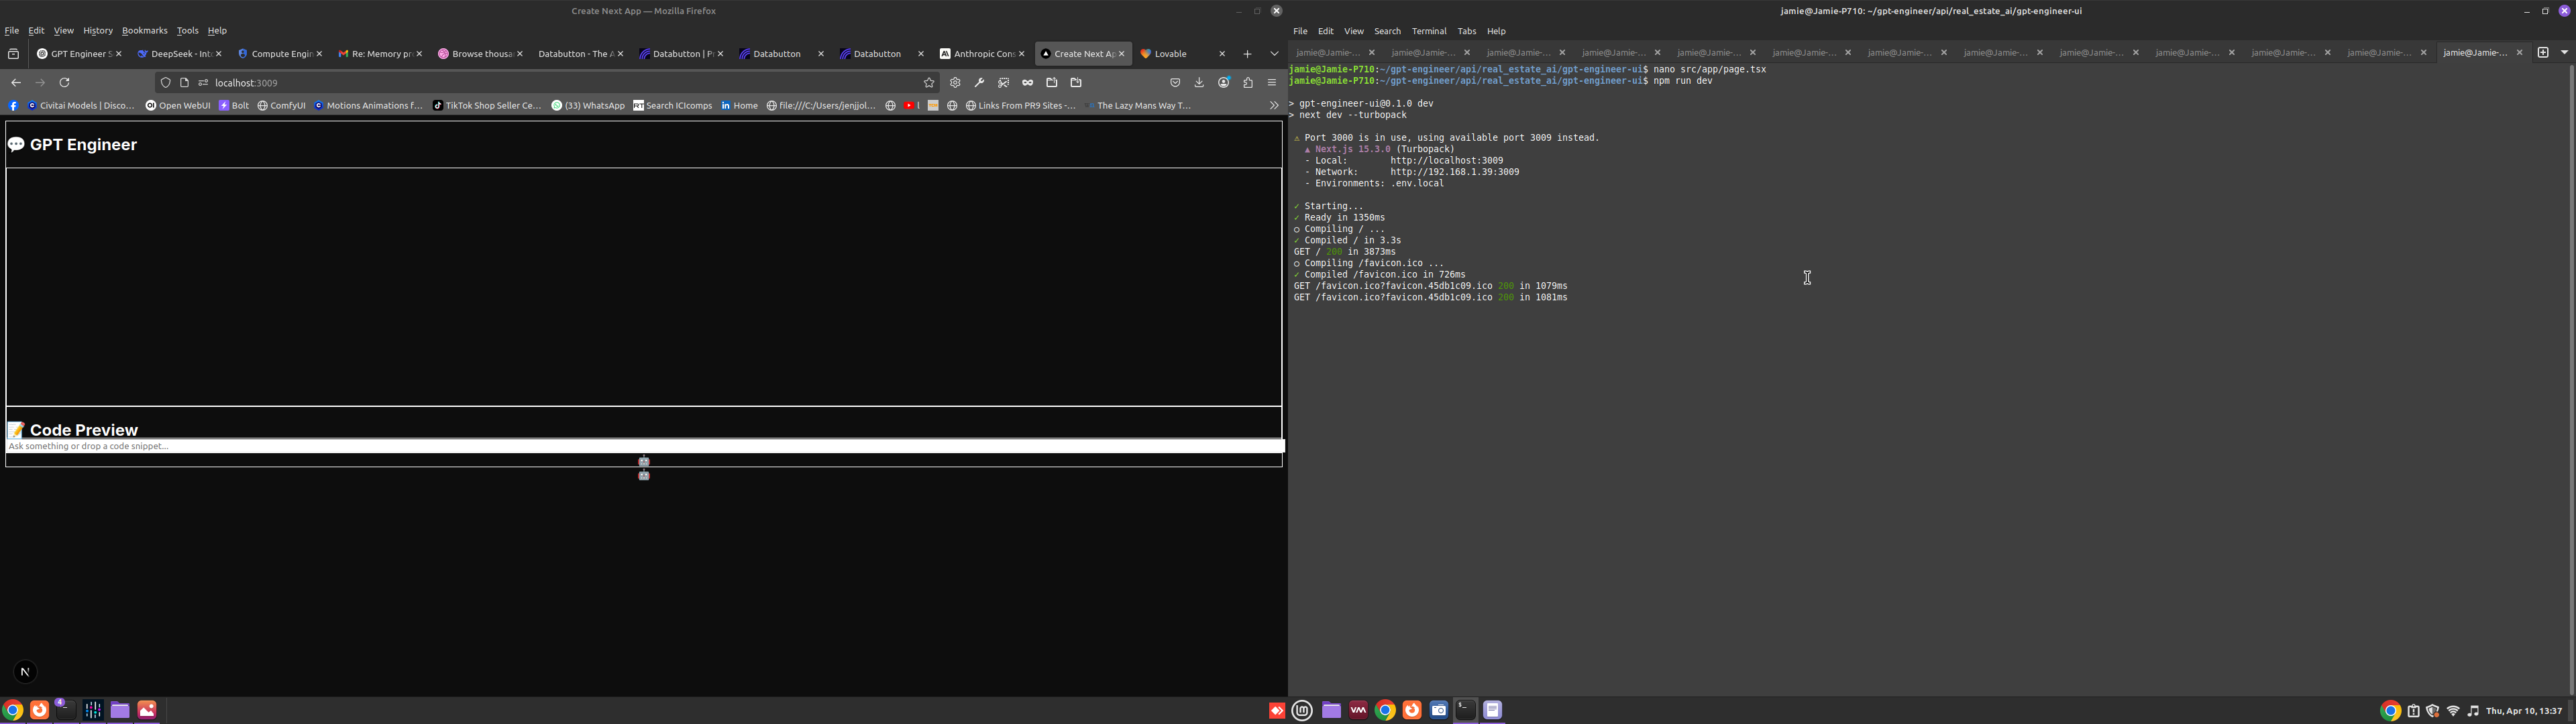 Create Next App — Mozilla Firefox
File Edit View History Bookmarks Tools Help
GPT Engineer S
DeepSeek - Int
Compute Engin
Re: Memory pr
Browse thousa
Databutton - The A
Databutton | P
Databutton
Databutton
Anthropic Cons
Create Next Ap
Lovable
localhost:3009
Civitai Models | Disco…
Open WebUI
Bolt
ComfyUI
Motions Animations f…
TikTok Shop Seller Ce…
(33) WhatsApp
RT Search ICIcomps
Home
file:///C:/Users/jenjjol…
Links From PR9 Sites -…
The Lazy Mans Way T…
GPT Engineer
Code Preview
Ask something or drop a code snippet...
N
4
jamie@Jamie-P710: ~/gpt-engineer/api/real_estate_ai/gpt-engineer-ui
File Edit View Search Terminal Tabs Help
jamie@Jamie-… jamie@Jamie-… jamie@Jamie-… jamie@Jamie-… jamie@Jamie-… jamie@Jamie-… jamie@Jamie-… jamie@Jamie-… jamie@Jamie-… jamie@Jamie-… jamie@Jamie-… jamie@Jamie-… jamie@Jamie-…
jamie@Jamie-P710:~/gpt-engineer/api/real_estate_ai/gpt-engineer-ui$ nano src/app/page.tsx
jamie@Jamie-P710:~/gpt-engineer/api/real_estate_ai/gpt-engineer-ui$ npm run dev
> gpt-engineer-ui@0.1.0 dev
> next dev --turbopack
⚠ Port 3000 is in use, using available port 3009 instead.
▲ Next.js 15.3.0 (Turbopack)
- Local: http://localhost:3009
- Network: http://192.168.1.39:3009
- Environments: .env.local
✓ Starting...
✓ Ready in 1350ms
○ Compiling / ...
✓ Compiled / in 3.3s
GET / 200 in 3873ms
○ Compiling /favicon.ico ...
✓ Compiled /favicon.ico in 726ms
GET /favicon.ico?favicon.45db1c09.ico 200 in 1079ms
GET /favicon.ico?favicon.45db1c09.ico 200 in 1081ms
Thu, Apr 10, 13:37